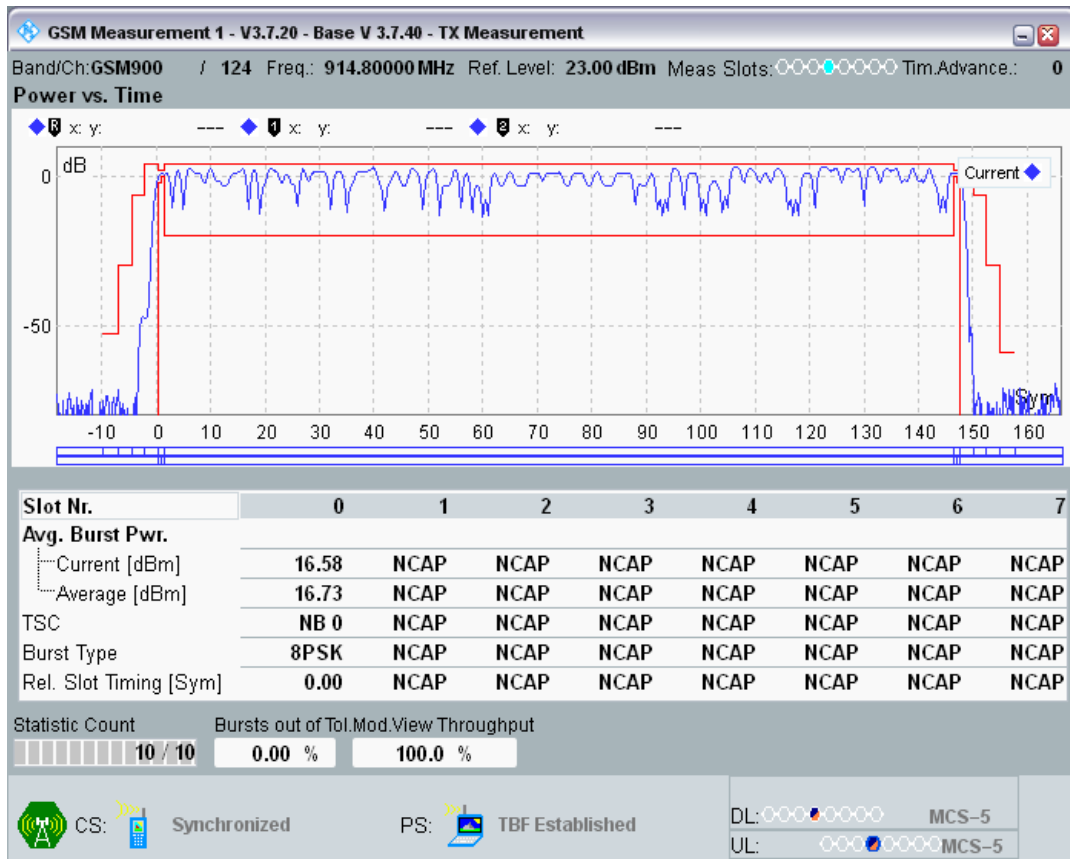 GSM Measurement 1 - V3.7.20 - Base V 3.7.40 - TX Measurement
Band/Ch:GSM900 / 124 Freq.: 914.80000 MHz Ref. Level: 23.00 dBm Meas Slots: Tim.Advance.: 0
Power vs. Time
R x: y: --- 1 x: y: --- 2 x: y: ---
dB
Current
0
-50
Sym
-10 0 10 20 30 40 50 60 70 80 90 100 110 120 130 140 150 160
Slot Nr. 0 1 2 3 4 5 6 7
Avg. Burst Pwr.
Current [dBm] 16.58 NCAP NCAP NCAP NCAP NCAP NCAP NCAP
Average [dBm] 16.73 NCAP NCAP NCAP NCAP NCAP NCAP NCAP
TSC NB 0 NCAP NCAP NCAP NCAP NCAP NCAP NCAP
Burst Type 8PSK NCAP NCAP NCAP NCAP NCAP NCAP NCAP
Rel. Slot Timing [Sym] 0.00 NCAP NCAP NCAP NCAP NCAP NCAP NCAP
Statistic Count Bursts out of Tol.Mod.View Throughput
10 / 10 0.00 % 100.0 %
CS: Synchronized PS: TBF Established
DL: MCS-5
UL: MCS-5